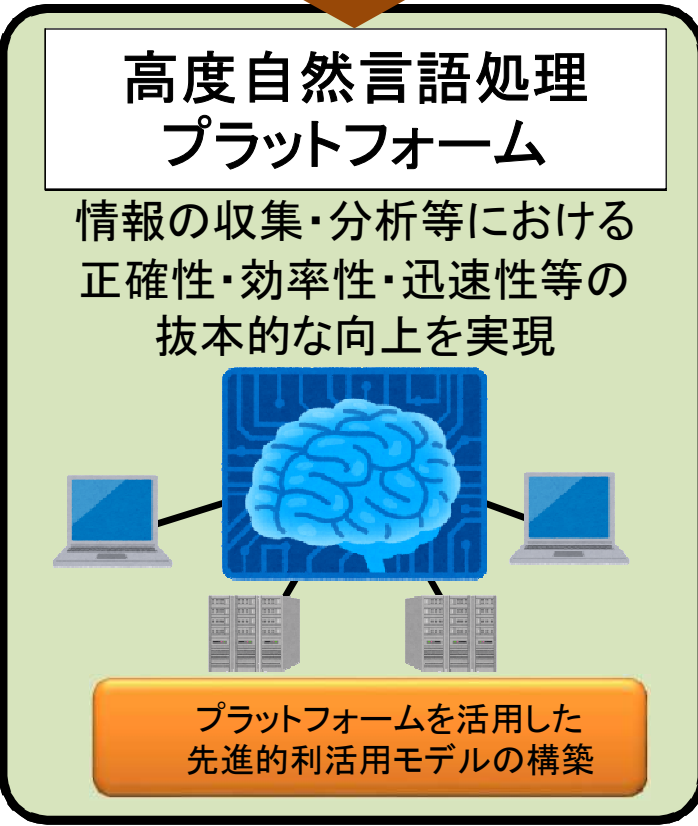 高度自然言語処理
プラットフォーム
情報の収集・分析等における
正確性・効率性・迅速性等の
抜本的な向上を実現
プラットフォームを活用した
先進的利活用モデルの構築